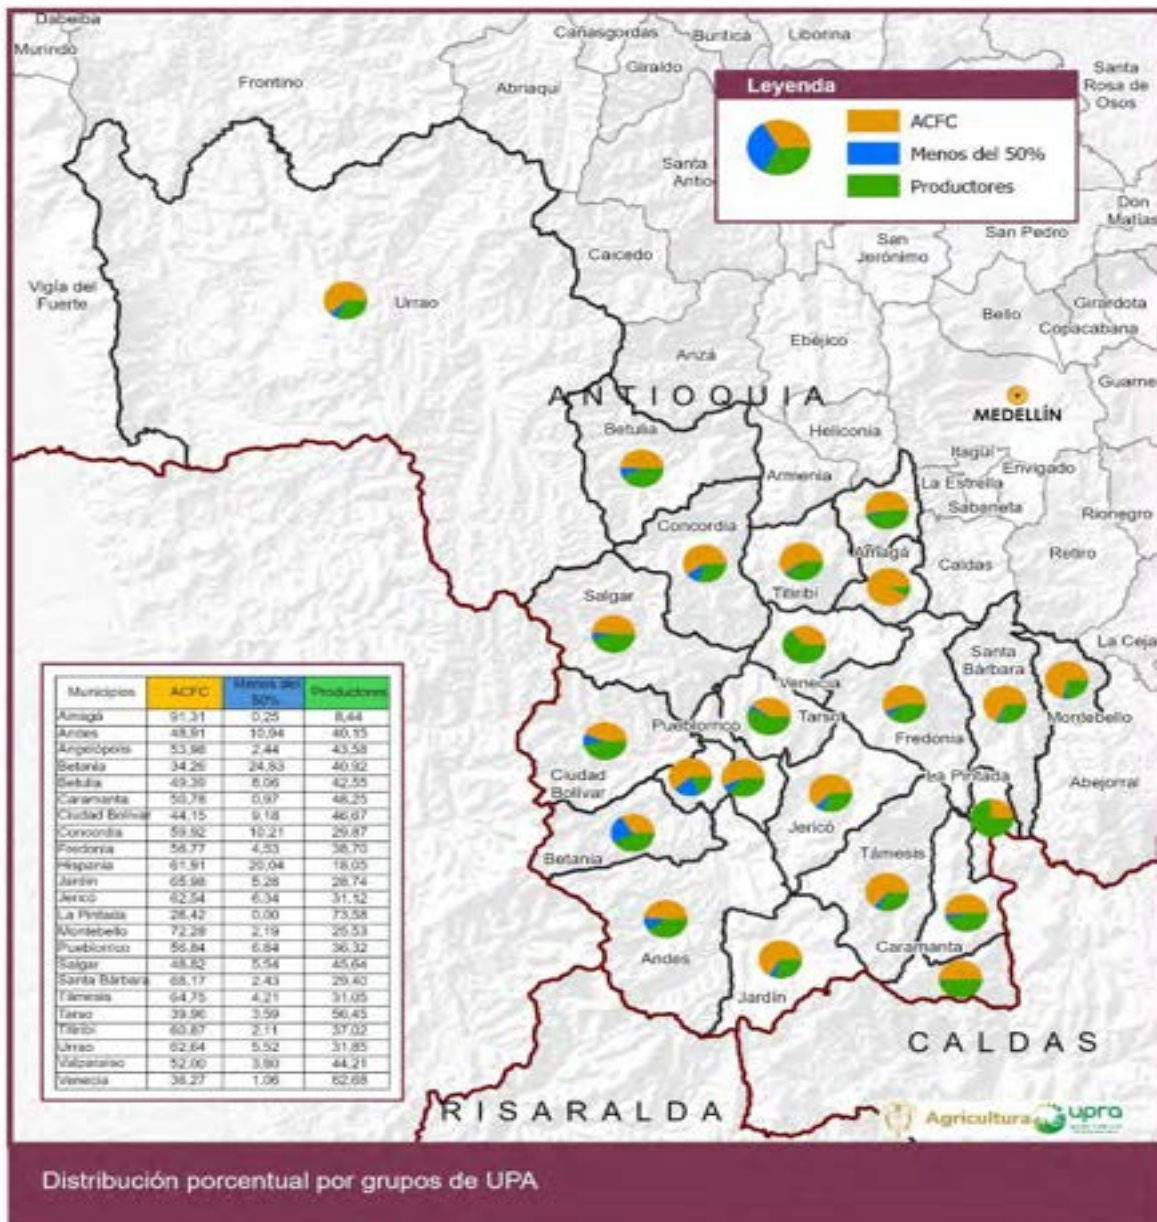 Dabeiba
Cañasgordas
Buriticá
Liborina
Murindó
Frontino
Abriaquí
Giraldo
Santa Rosa de Osos
Leyenda
ACFC
Menos del 50%
Productores
Santa
Antio
Don Matías
San Pedro
San Jerónimo
Caicedo
Vigía del Fuerte
Urrao
Girardota
Bello
Copacabana
Ebéjico
Anzá
Guarne
ANTIOQUIA
MEDELLÍN
Betulia
Heliconia
Itagüí
Envigado
Armenia
La Estrella
Sabaneta
Rionegro
Concordia
Amagá
Caldas
Retiro
Titiribí
Salgar
La Ceja
Santa Bárbara
Venecia
Tarso
Montebello
Pueblorrico
Fredonia
Ciudad Bolívar
La Pintada
Abejorral
Jericó
Betania
Támesis
Andes
Caramanta
Jardín
CALDAS
RISARALDA
Municipios ACFC Menos del 50% Productores
Amagá 91,31 0,25 8,44
Andes 48,91 10,94 40,15
Angelópolis 53,98 2,44 43,58
Betania 34,26 24,83 40,92
Betulia 49,39 8,06 42,55
Caramanta 50,78 0,97 48,25
Ciudad Bolívar 44,15 9,18 46,67
Concordia 59,92 10,21 29,87
Fredonia 56,77 4,53 38,70
Hispania 61,91 20,04 18,05
Jardín 65,98 5,28 28,74
Jericó 62,54 6,34 31,12
La Pintada 26,42 0,00 73,58
Montebello 72,28 2,19 25,53
Pueblorrico 56,84 6,84 36,32
Salgar 48,82 5,54 45,64
Santa Bárbara 68,17 2,43 29,40
Támesis 64,75 4,21 31,05
Tarso 39,96 3,59 56,45
Titiribí 60,87 2,11 37,02
Urrao 62,64 5,52 31,85
Valparaíso 52,00 3,80 44,21
Venecia 36,27 1,06 62,68
Agricultura
upra
Distribución porcentual por grupos de UPA